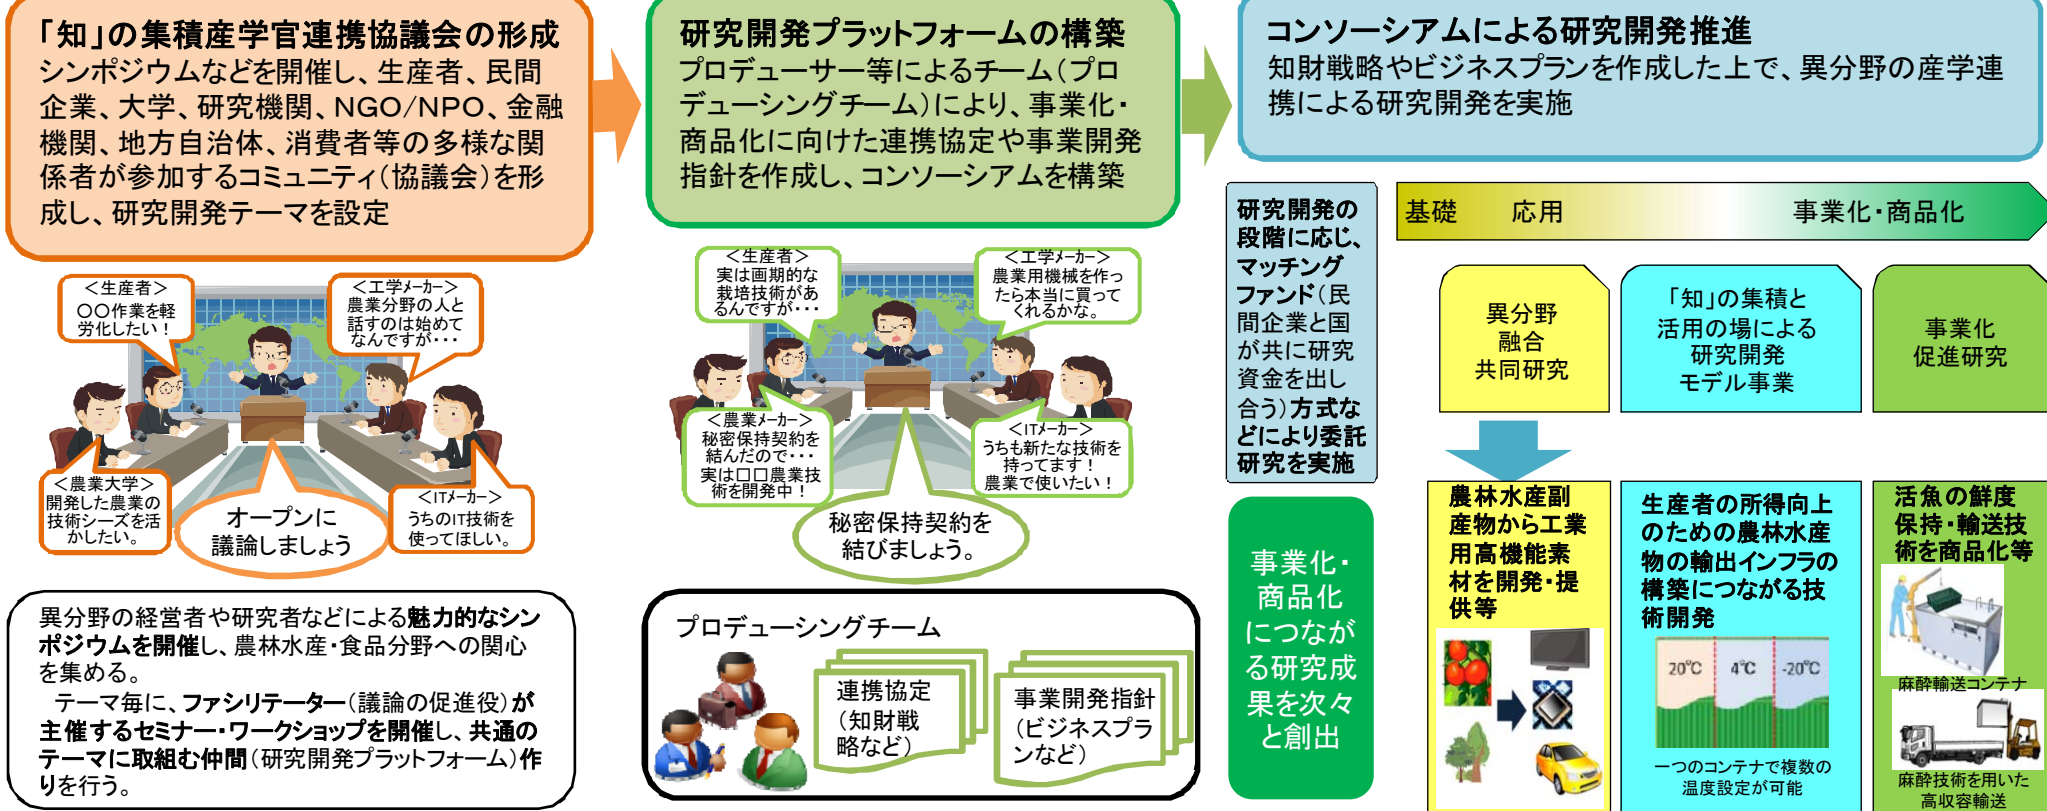 「知」の集積産学官連携協議会の形成
シンポジウムなどを開催し、生産者、民間
企業、大学、研究機関、NGO/NPO、金融
機関、地方自治体、消費者等の多様な関
係者が参加するコミュニティ(協議会)を形
成し、研究開発テーマを設定
<生産者>
〇〇作業を軽
労化したい！
<工学メーカー>
農業分野の人と
話すのは始めて
なんですが・・・
<農業大学>
開発した農業の
技術シーズを活
かしたい。
オープンに
議論しましょう
<ITメーカー>
うちのIT技術を
使ってほしい。
異分野の経営者や研究者などによる魅力的なシン
ポジウムを開催し、農林水産・食品分野への関心
を集める。
テーマ毎に、ファシリテーター(議論の促進役)が
主催するセミナー・ワークショップを開催し、共通の
テーマに取組む仲間(研究開発プラットフォーム)作
りを行う。
研究開発プラットフォームの構築
プロデューサー等によるチーム(プロ
デューシングチーム)により、事業化・
商品化に向けた連携協定や事業開発
指針を作成し、コンソーシアムを構築
<生産者>
実は画期的な
栽培技術があ
るんですが・・・
<工学メーカー>
農業用機械を作っ
たら本当に買って
くれるかな。
<農業メーカー>
秘密保持契約を
結んだので・・・
実は□□農業技
術を開発中！
<ITメーカー>
うちも新たな技術を
持ってます！
農業で使いたい！
秘密保持契約を
結びましょう。
プロデューシングチーム
連携協定
(知財戦
略など)
事業開発指針
(ビジネスプラ
ンなど)
コンソーシアムによる研究開発推進
知財戦略やビジネスプランを作成した上で、異分野の産学連
携による研究開発を実施
研究開発の
段階に応じ、
マッチング
ファンド(民
間企業と国
が共に研究
資金を出し
合う)方式な
どにより委託
研究を実施
事業化・
商品化
につなが
る研究成
果を次々
と創出
基礎 応用 事業化・商品化
異分野
融合
共同研究
「知」の集積と
活用の場による
研究開発
モデル事業
事業化
促進研究
農林水産副
産物から工業
用高機能素
材を開発・提
供等
生産者の所得向上
のための農林水産
物の輸出インフラの
構築につながる技
術開発
20℃ 4℃ -20℃
一つのコンテナで複数の
温度設定が可能
活魚の鮮度
保持・輸送技
術を商品化等
麻酔輸送コンテナ
麻酔技術を用いた
高収容輸送